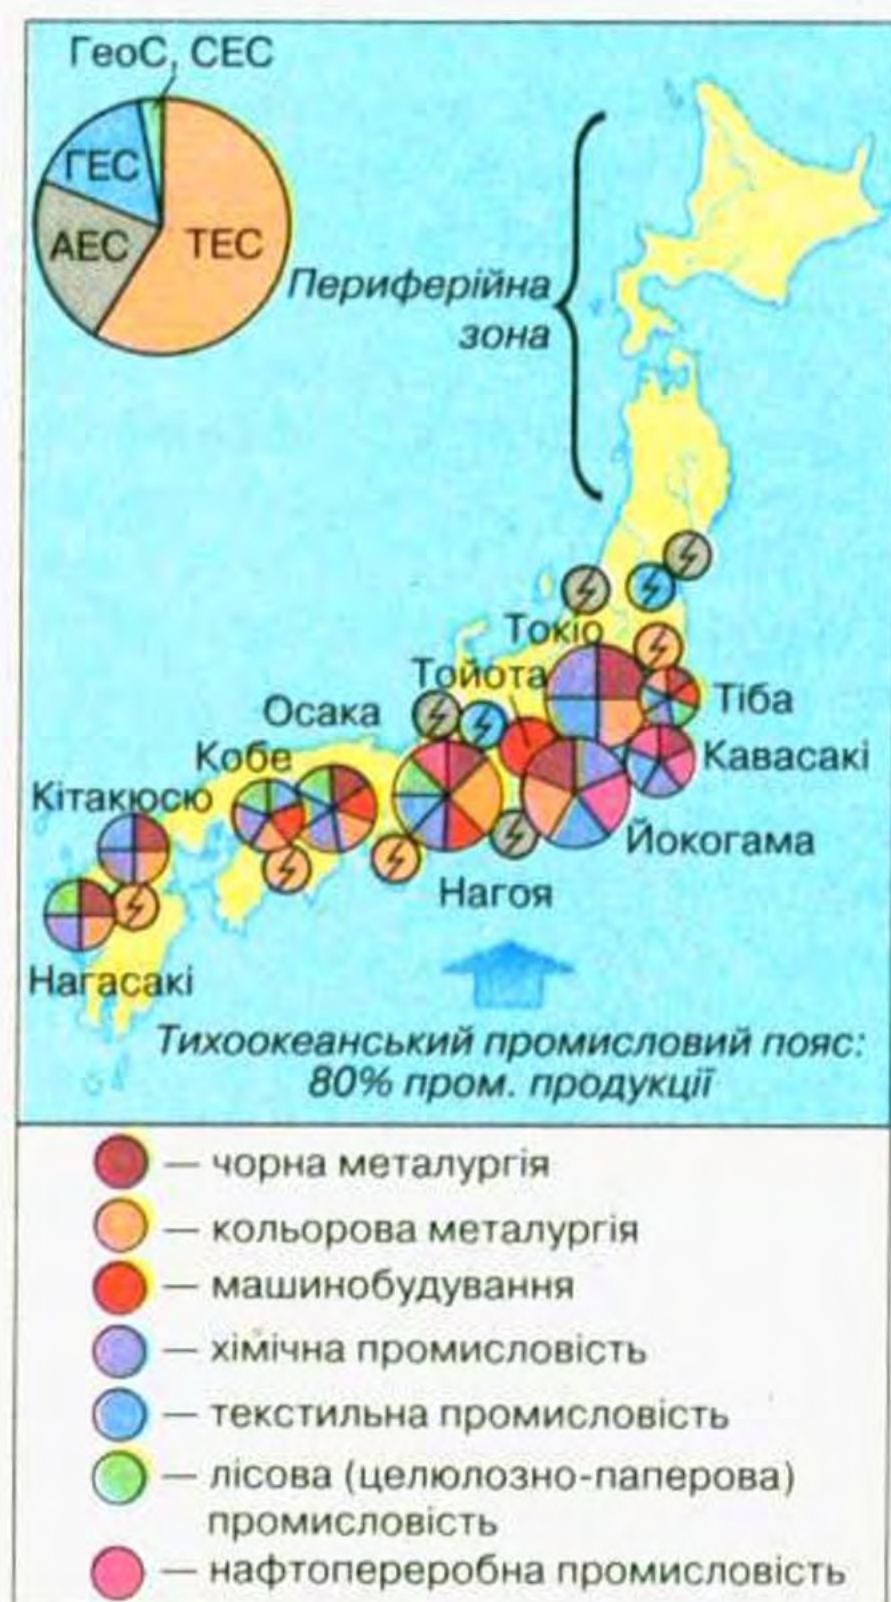 ГеоС, СЕС
ГЕС
АЕС
ТЕС
Периферійна
зона
Токіо
Тойота
Осака
Тіба
Кобе
Кавасакі
Кітакюсю
Йокогама
Нагоя
Нагасакі
Тихоокеанський промисловий пояс:
80% пром. продукції
— чорна металургія
— кольорова металургія
— машинобудування
— хімічна промисловість
— текстильна промисловість
— лісова (целюлозно-паперова)
промисловість
— нафтопереробна промисловість